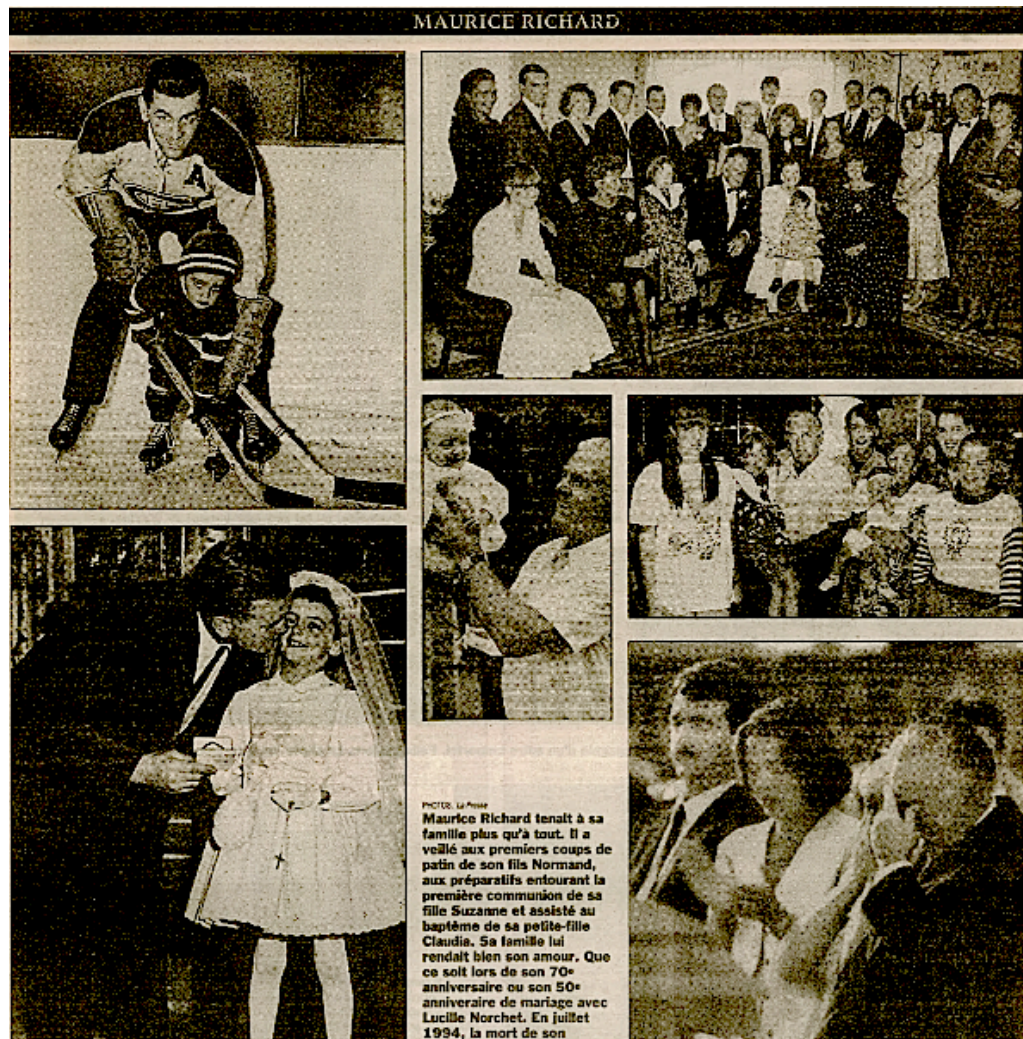 MAURICE RICHARD
PHOTOS, La Presse
Maurice Richard tenait à sa
famille plus qu'à tout. Il a
veillé aux premiers coups de
patin de son fils Normand,
aux préparatifs entourant la
première communion de sa
fille Suzanne et assisté au
baptême de sa petite-fille
Claudia. Sa famille lui
rendait bien son amour. Que
ce soit lors de son 70e
anniversaire ou son 50e
anniveraire de mariage avec
Lucille Norchet. En juillet
1994, la mort de son